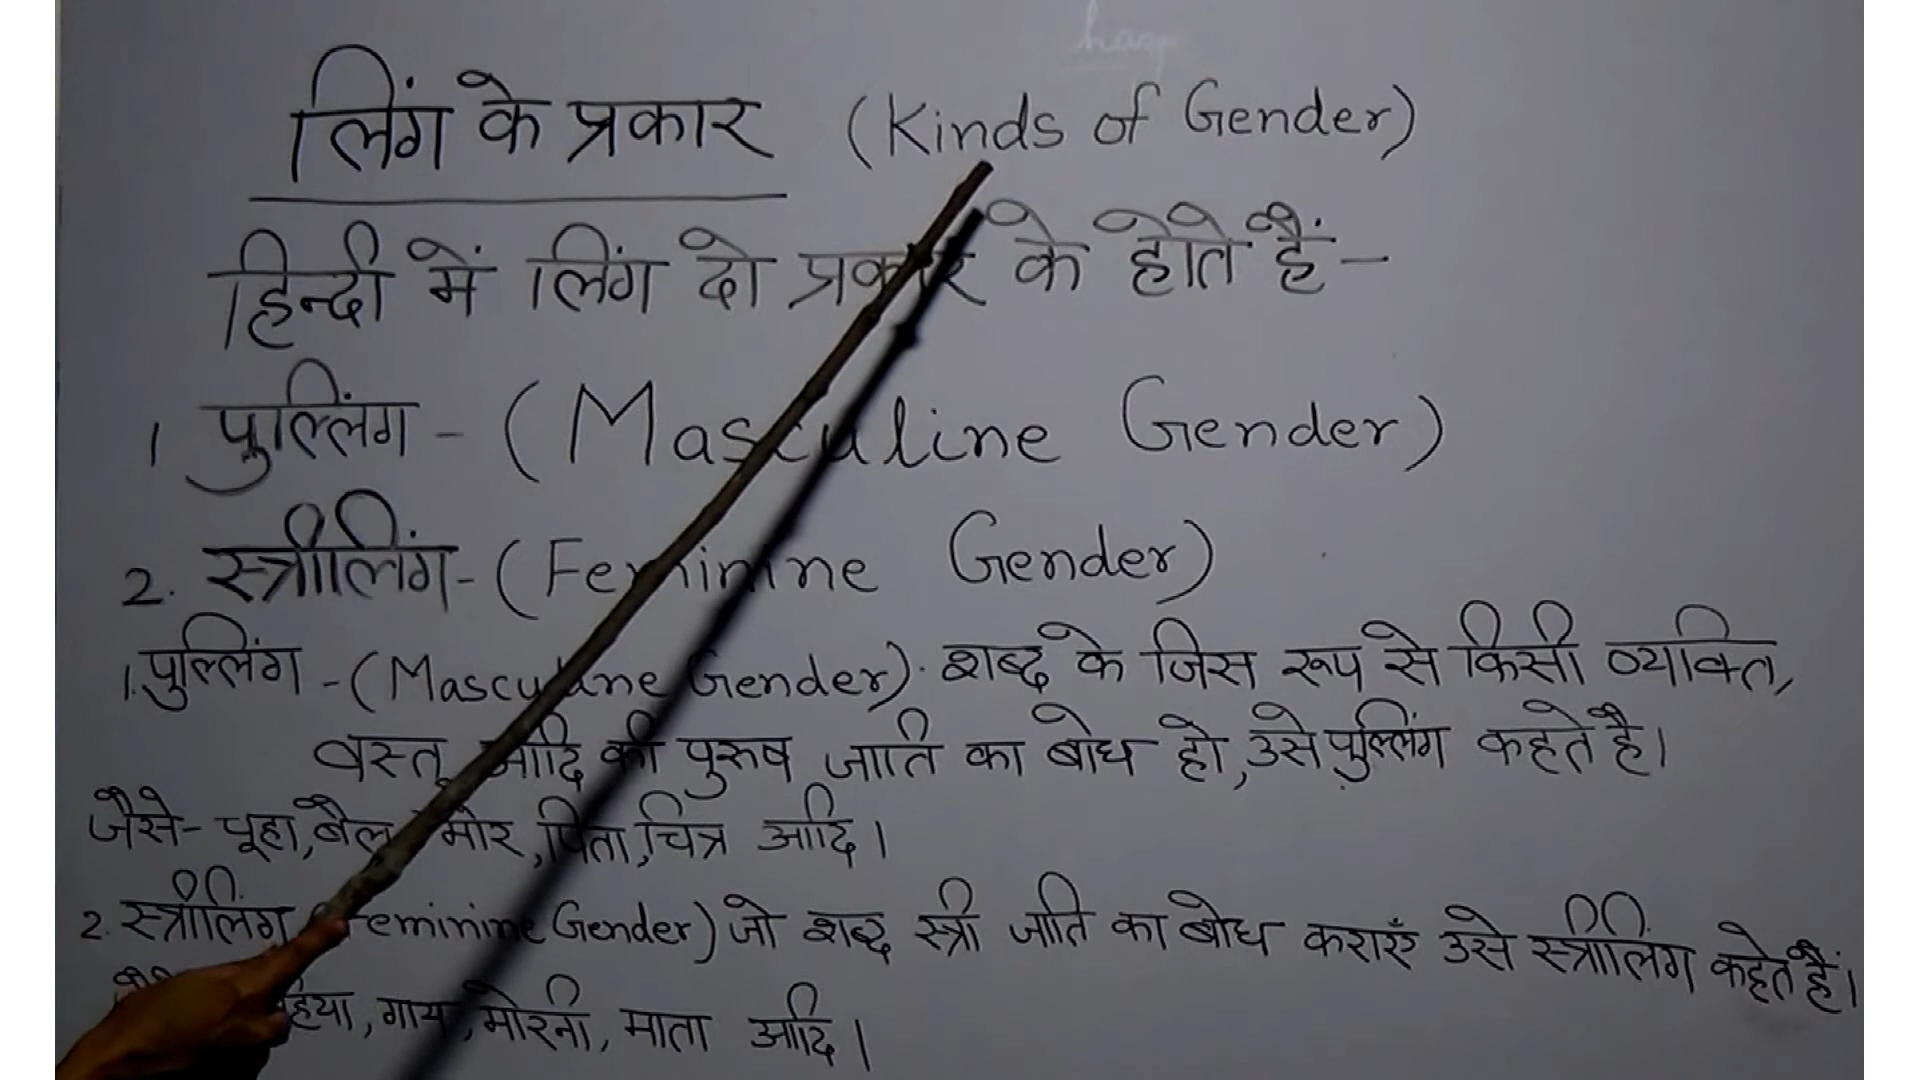 लिंग के प्रकार (Kinds of Gender)
हिन्दी में लिंग दो प्रकार के होते हैं-
1 पुल्लिंग - (Masculine Gender)
2. स्त्रीलिंग - (Feminine Gender)
1. पुल्लिंग - (Masculine Gender). शब्द के जिस रूप से किसी व्यक्ति,
वस्तू आदि की पुरुष जाति का बोध हो, उसे पुल्लिंग कहते है।
जैसे- चूहा, बैल मोर, पिता, चित्र आदि।
2. स्त्रीलिंग (Feminine Gender) जो शब्द स्त्री जाति का बोध कराएँ उसे स्त्रीलिंग कहते हैं।
गाय, मोरनी, माता आदि।